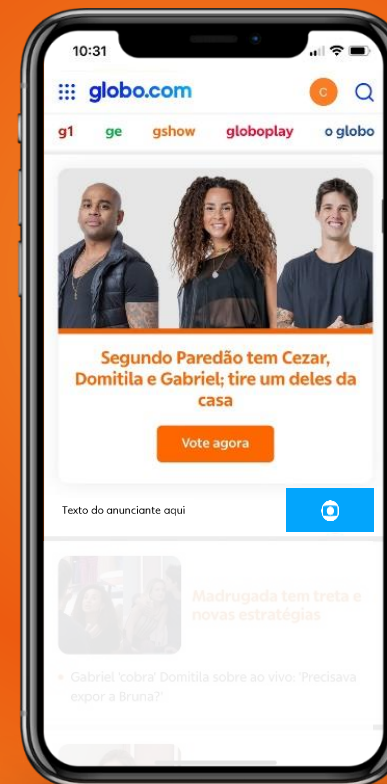 10:31
globo.com
C
g1 ge gshow globoplay o globo
Segundo Paredão tem Cezar,
Domitila e Gabriel; tire um deles da
casa
Vote agora
Texto do anunciante aqui
Madrugada tem treta e
novas estratégias
Gabriel 'cobra' Domitila sobre ao vivo: 'Precisava
expor a Bruna?'